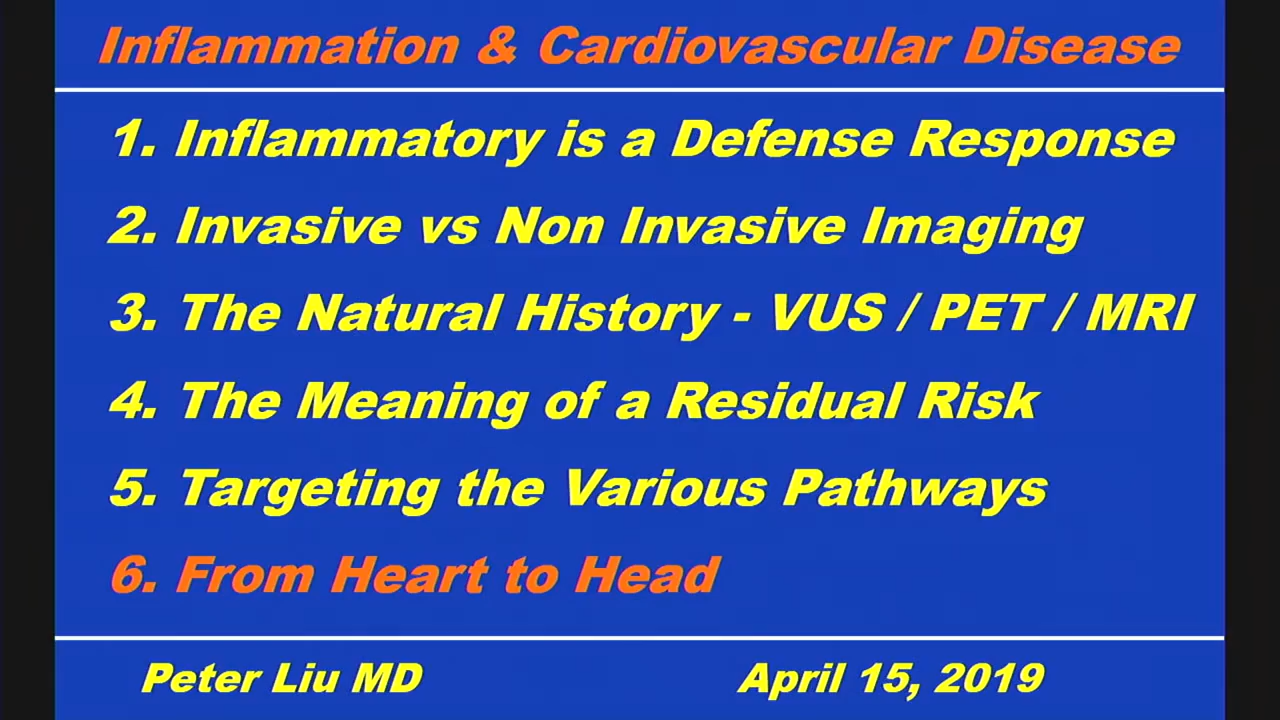 Inflammation & Cardiovascular Disease
1. Inflammatory is a Defense Response
2. Invasive vs Non Invasive Imaging
3. The Natural History - VUS / PET / MRI
4. The Meaning of a Residual Risk
5. Targeting the Various Pathways
6. From Heart to Head
Peter Liu MD April 15, 2019